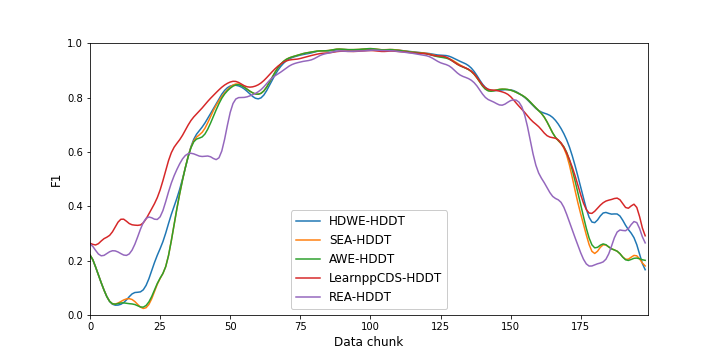 1.0
0.8
0.6
0.4
0.2
0.0
F1
0
25
50
75
100
125
150
175
Data chunk
HDWE-HDDT
SEA-HDDT
AWE-HDDT
LearnppCDS-HDDT
REA-HDDT